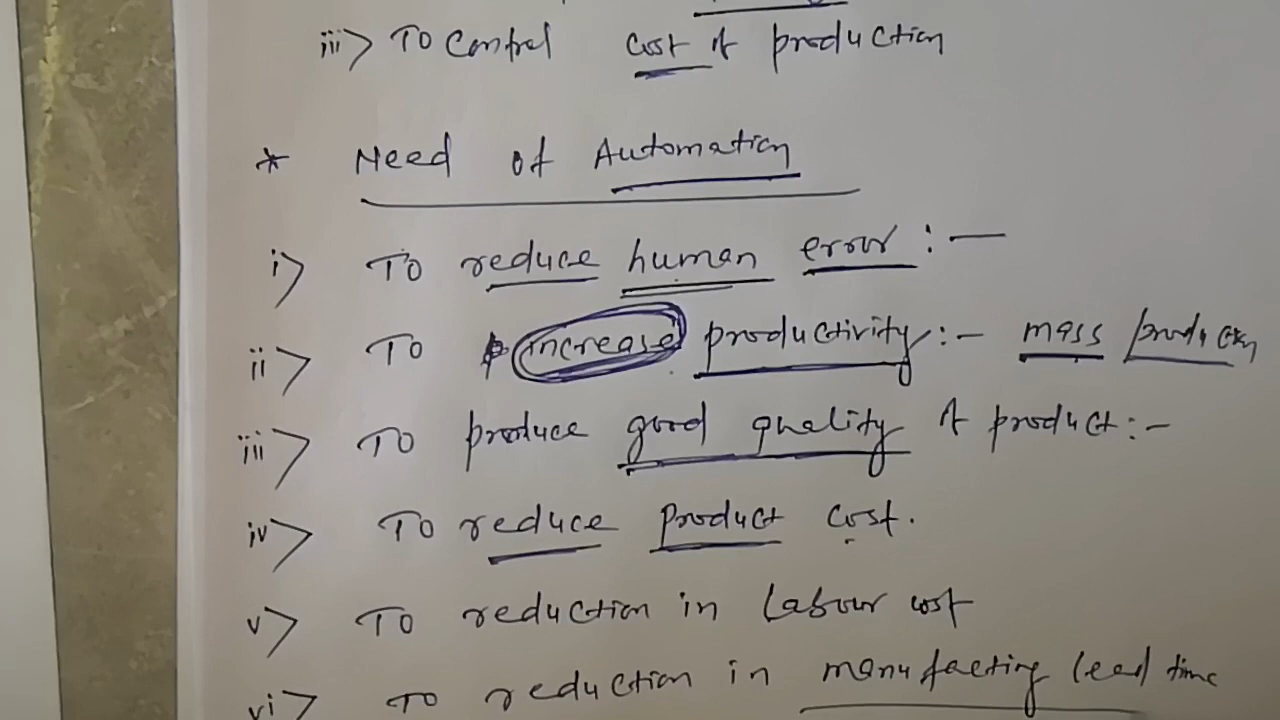 iii> To Control cost of production
* Need of Automation
i> To reduce human error :—
ii> To increase productivity :- mass production
iii> To produce good quality of product :-
iv> To reduce product cost.
v> To reduction in Labour cost
vi> To reduction in manufacting lead time